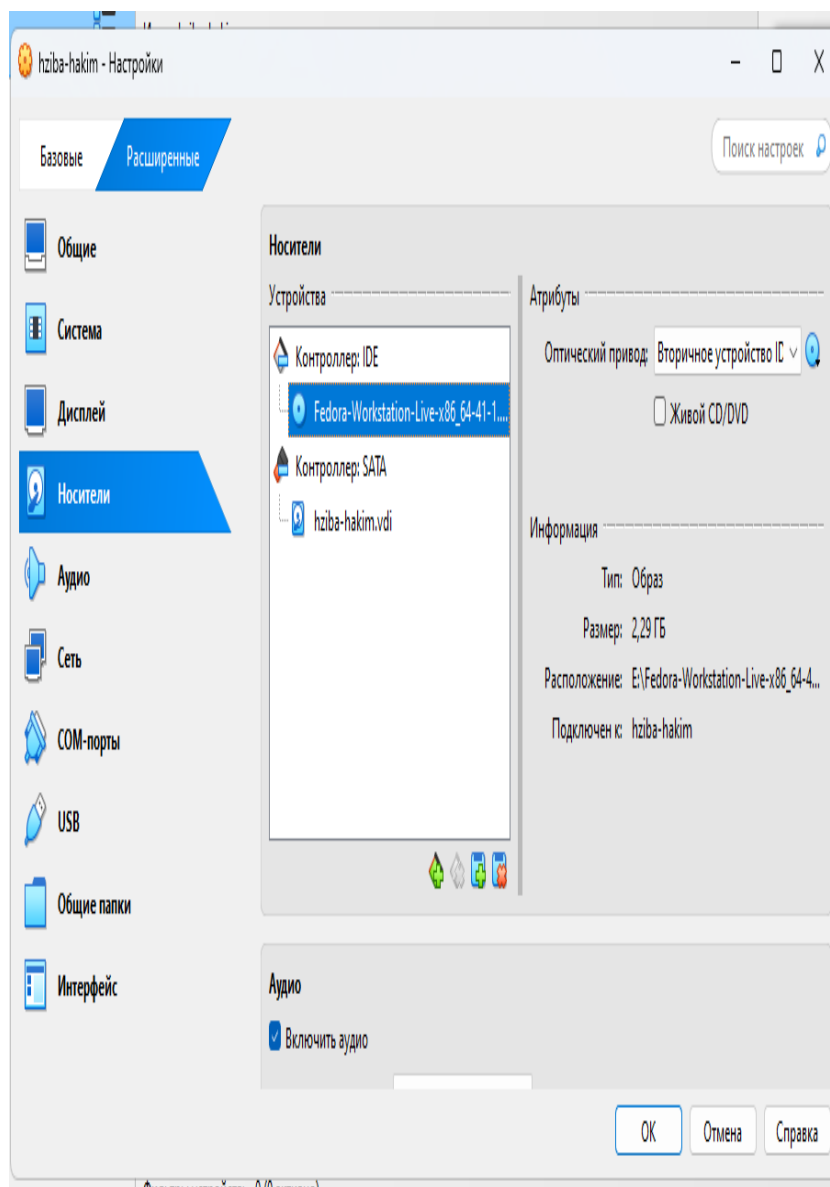 hziba-hakim - Настройки
Базовые
Расширенные
Поиск настроек
Общие
Система
Дисплей
Носители
Аудио
Сеть
COM-порты
USB
Общие папки
Интерфейс
Носители
Устройства
Контроллер: IDE
Fedora-Workstation-Live-x86_64-41-1....
Контроллер: SATA
hziba-hakim.vdi
Атрибуты
Оптический привод: Вторичное устройство ID
Живой CD/DVD
Информация
Тип: Образ
Размер: 2,29 ГБ
Расположение: E:\Fedora-Workstation-Live-x86_64-4...
Подключен к: hziba-hakim
Аудио
Включить аудио
OK
Отмена
Справка